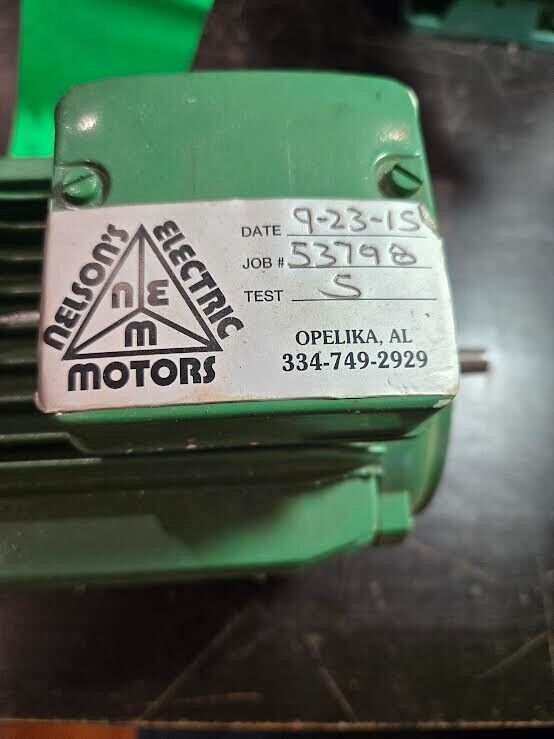 NELSON'S
ELECTRIC
MOTORS
N E
M
DATE 9-23-15
JOB # 53798
TEST S
OPELIKA, AL
334-749-2929